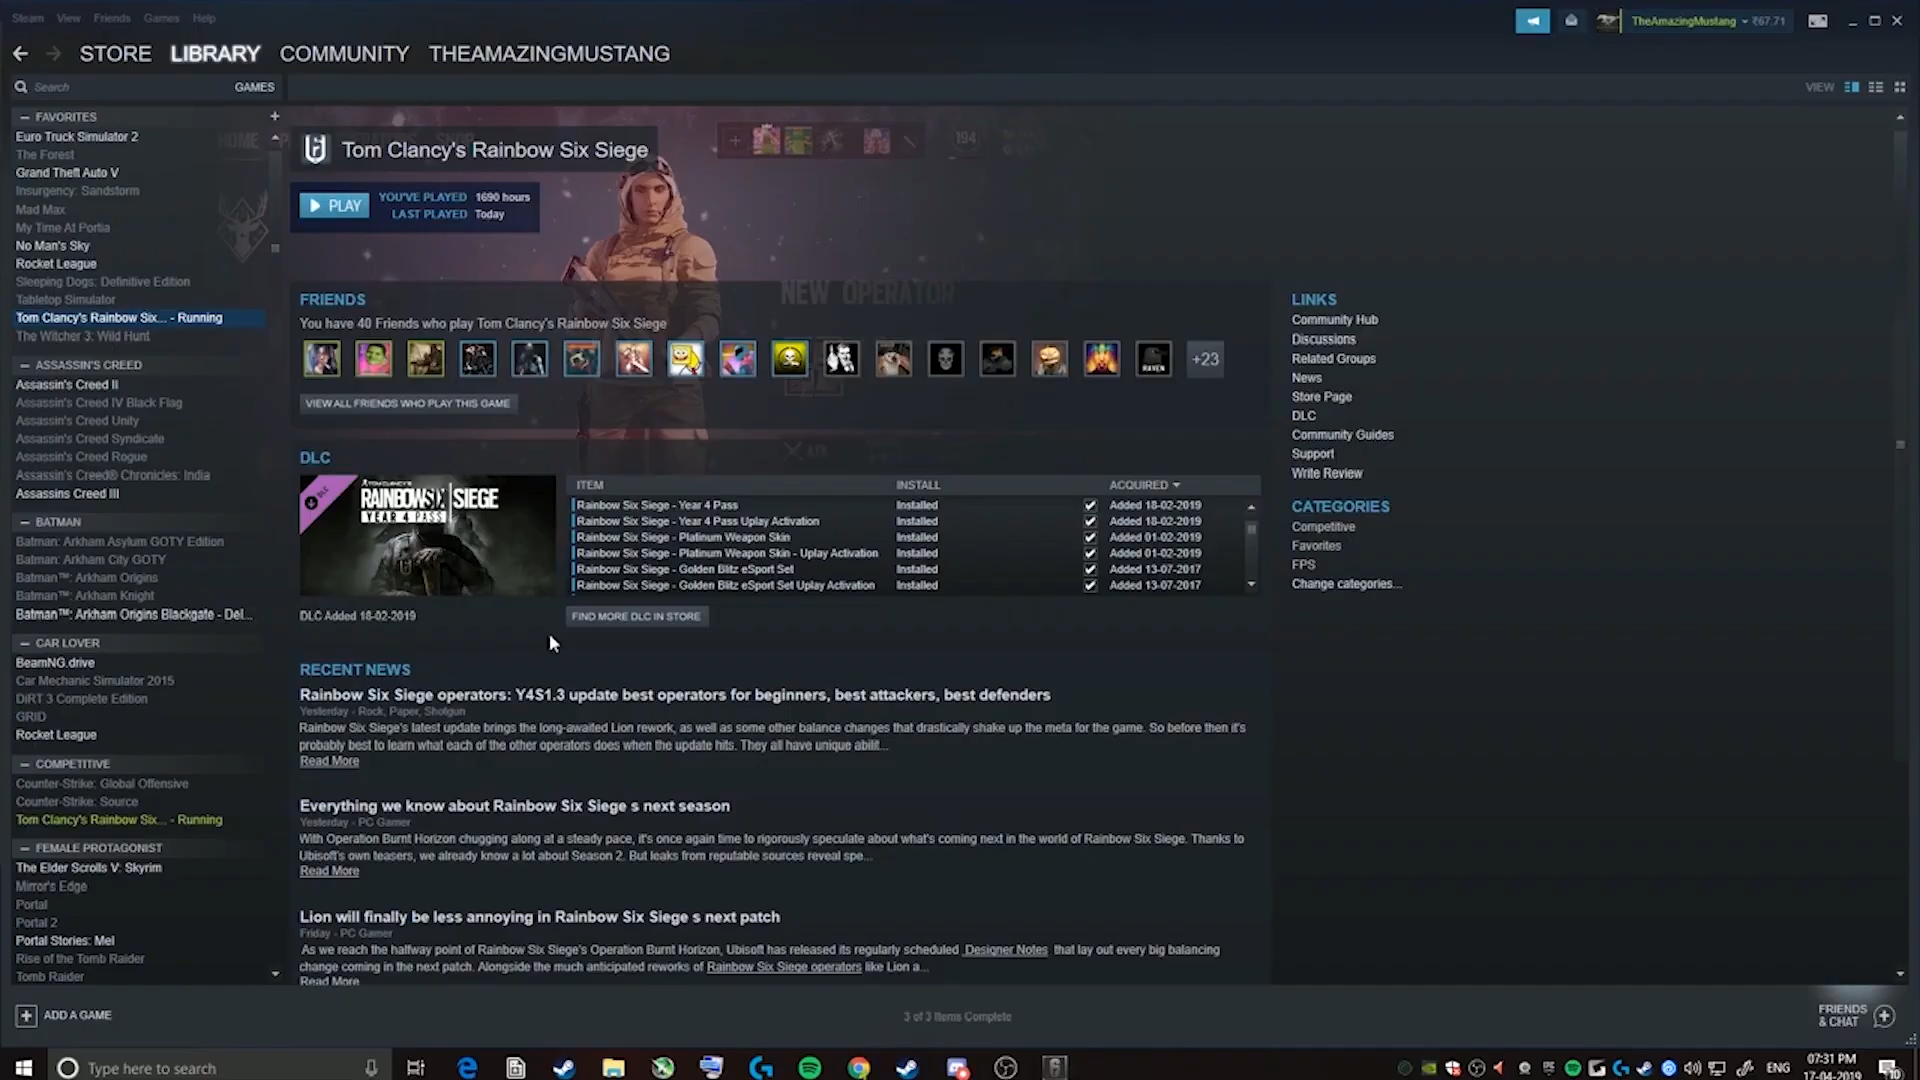 Steam View Friends Games Help
TheAmazingMustang ₹67.71
STORE LIBRARY COMMUNITY THEAMAZINGMUSTANG
Search GAMES VIEW
— FAVORITES +
Euro Truck Simulator 2
The Forest
Grand Theft Auto V
Insurgency: Sandstorm
Mad Max
My Time At Portia
No Man's Sky
Rocket League
Sleeping Dogs: Definitive Edition
Tabletop Simulator
Tom Clancy's Rainbow Six... - Running
The Witcher 3: Wild Hunt
— ASSASSIN'S CREED
Assassin's Creed II
Assassin's Creed IV Black Flag
Assassin's Creed Unity
Assassin's Creed Syndicate
Assassin's Creed Rogue
Assassin's Creed® Chronicles: India
Assassins Creed III
— BATMAN
Batman: Arkham Asylum GOTY Edition
Batman: Arkham City GOTY
Batman™: Arkham Origins
Batman™: Arkham Knight
Batman™: Arkham Origins Blackgate - Del...
— CAR LOVER
BeamNG.drive
Car Mechanic Simulator 2015
DiRT 3 Complete Edition
GRID
Rocket League
— COMPETITIVE
Counter-Strike: Global Offensive
Counter-Strike: Source
Tom Clancy's Rainbow Six... - Running
— FEMALE PROTAGONIST
The Elder Scrolls V: Skyrim
Mirror's Edge
Portal
Portal 2
Portal Stories: Mel
Rise of the Tomb Raider
Tomb Raider
HOME
194
Tom Clancy's Rainbow Six Siege
PLAY
YOU'VE PLAYED 1690 hours
LAST PLAYED Today
NEW OPERATOR
FRIENDS
You have 40 Friends who play Tom Clancy's Rainbow Six Siege
RAVEN
+23
VIEW ALL FRIENDS WHO PLAY THIS GAME
DLC
DLC
TOM CLANCY'S
RAINBOW SIX SIEGE
YEAR 4 PASS
DLC Added 18-02-2019
ITEM INSTALL ACQUIRED
Rainbow Six Siege - Year 4 Pass Installed Added 18-02-2019
Rainbow Six Siege - Year 4 Pass Uplay Activation Installed Added 18-02-2019
Rainbow Six Siege - Platinum Weapon Skin Installed Added 01-02-2019
Rainbow Six Siege - Platinum Weapon Skin - Uplay Activation Installed Added 01-02-2019
Rainbow Six Siege - Golden Blitz eSport Set Installed Added 13-07-2017
Rainbow Six Siege - Golden Blitz eSport Set Uplay Activation Installed Added 13-07-2017
FIND MORE DLC IN STORE
RECENT NEWS
Rainbow Six Siege operators: Y4S1.3 update best operators for beginners, best attackers, best defenders
Yesterday - Rock, Paper, Shotgun
Rainbow Six Siege's latest update brings the long-awaited Lion rework, as well as some other balance changes that drastically shake up the meta for the game. So before then it's
probably best to learn what each of the other operators does when the update hits. They all have unique abilit...
Read More
Everything we know about Rainbow Six Siege s next season
Yesterday - PC Gamer
With Operation Burnt Horizon chugging along at a steady pace, it's once again time to rigorously speculate about what's coming next in the world of Rainbow Six Siege. Thanks to
Ubisoft's own teasers, we already know a lot about Season 2. But leaks from reputable sources reveal spe...
Read More
Lion will finally be less annoying in Rainbow Six Siege s next patch
Friday - PC Gamer
As we reach the halfway point of Rainbow Six Siege's Operation Burnt Horizon, Ubisoft has released its regularly scheduled Designer Notes that lay out every big balancing
change coming in the next patch. Alongside the much anticipated reworks of Rainbow Six Siege operators like Lion a...
Read More
LINKS
Community Hub
Discussions
Related Groups
News
Store Page
DLC
Community Guides
Support
Write Review
CATEGORIES
Competitive
Favorites
FPS
Change categories...
+ ADD A GAME
3 of 3 Items Complete
FRIENDS
& CHAT
Type here to search
ENG
07:31 PM
17-04-2019
10